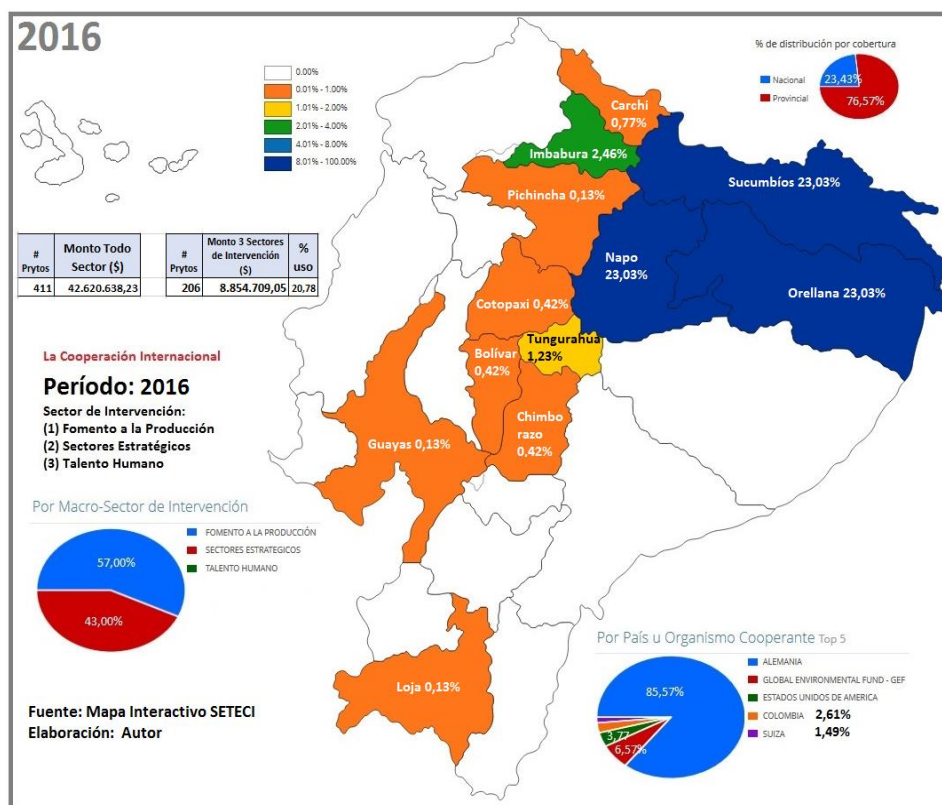 2016
% de distribución por cobertura
Nacional
Provincial
23,43%
76,57%
0.00%
0.01% - 1.00%
1.01% - 2.00%
2.01% - 4.00%
4.01% - 8.00%
8.01% - 100.00%
Carchi
0,77%
Imbabura 2,46%
Pichincha 0,13%
Sucumbíos 23,03%
Napo
23,03%
Orellana 23,03%
Cotopaxi 0,42%
Tungurahua
1,23%
Bolívar
0,42%
Chimbo
razo
0,42%
Guayas 0,13%
Loja 0,13%
# Prytos Monto Todo Sector ($)
411 42.620.638,23
# Prytos Monto 3 Sectores de Intervención ($) % uso
206 8.854.709,05 20,78
La Cooperación Internacional
Período: 2016
Sector de Intervención:
(1) Fomento a la Producción
(2) Sectores Estratégicos
(3) Talento Humano
Por Macro-Sector de Intervención
57,00%
43,00%
FOMENTO A LA PRODUCCIÓN
SECTORES ESTRATEGICOS
TALENTO HUMANO
Fuente: Mapa Interactivo SETECI
Elaboración: Autor
Por País u Organismo Cooperante Top 5
85,57%
3,77
6,57%
ALEMANIA
GLOBAL ENVIRONMENTAL FUND - GEF
ESTADOS UNIDOS DE AMERICA
COLOMBIA 2,61%
SUIZA 1,49%